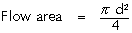 Flow area = π d² / 4